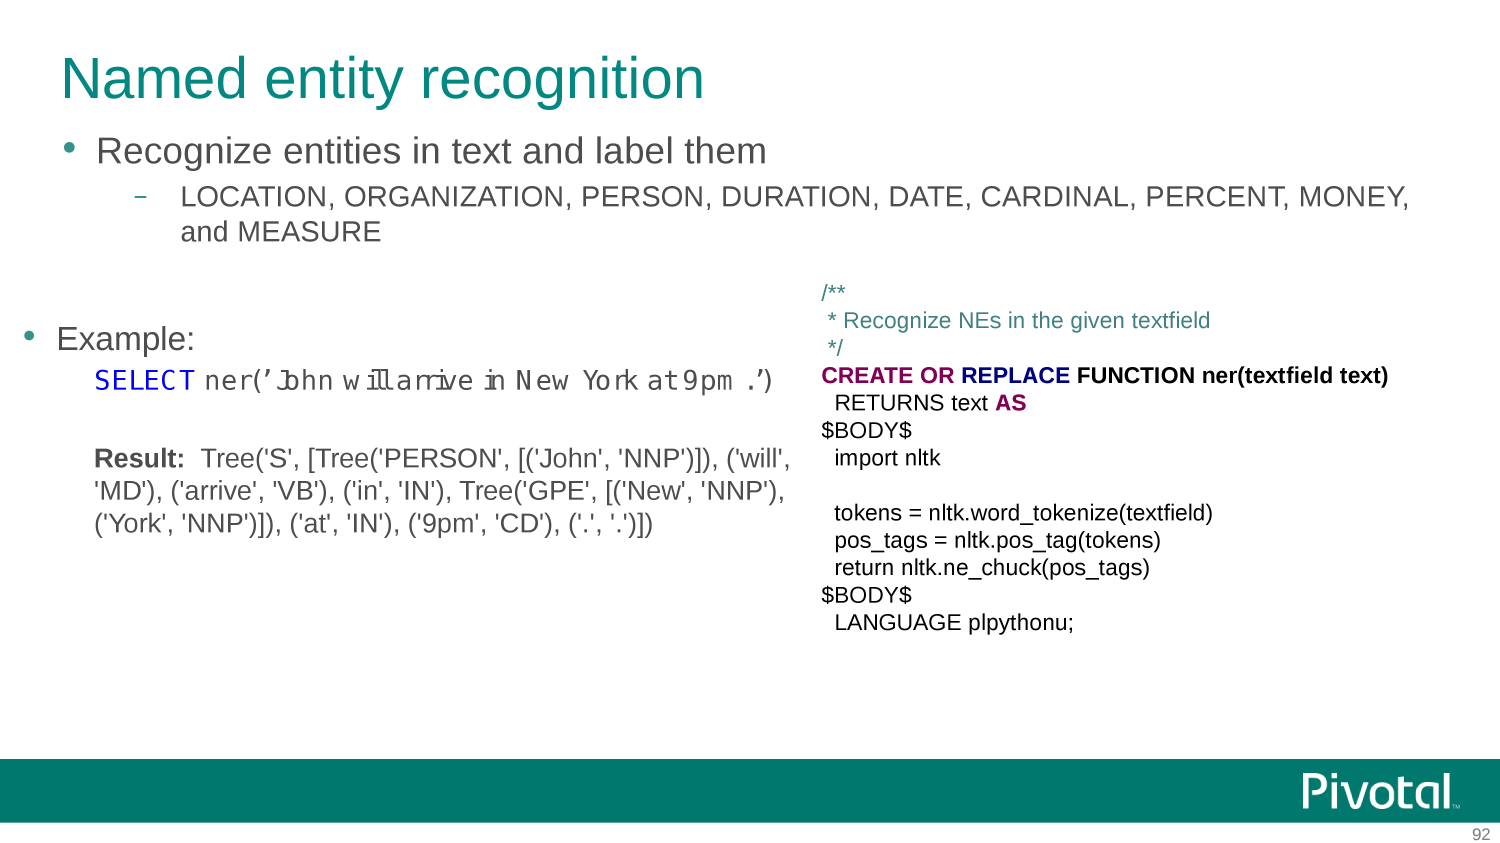 Named entity recognition
• Recognize entities in text and label them
– LOCATION, ORGANIZATION, PERSON, DURATION, DATE, CARDINAL, PERCENT, MONEY,
and MEASURE
• Example:
SELECT ner(’John will arrive in New York at 9pm .’)
Result: Tree('S', [Tree('PERSON', [('John', 'NNP')]), ('will',
'MD'), ('arrive', 'VB'), ('in', 'IN'), Tree('GPE', [('New', 'NNP'),
('York', 'NNP')]), ('at', 'IN'), ('9pm', 'CD'), ('.', '.')])
/**
 * Recognize NEs in the given textfield
 */
CREATE OR REPLACE FUNCTION ner(textfield text)
  RETURNS text AS
$BODY$
  import nltk
  tokens = nltk.word_tokenize(textfield)
  pos_tags = nltk.pos_tag(tokens)
  return nltk.ne_chuck(pos_tags)
$BODY$
  LANGUAGE plpythonu;
Pivotal™
92